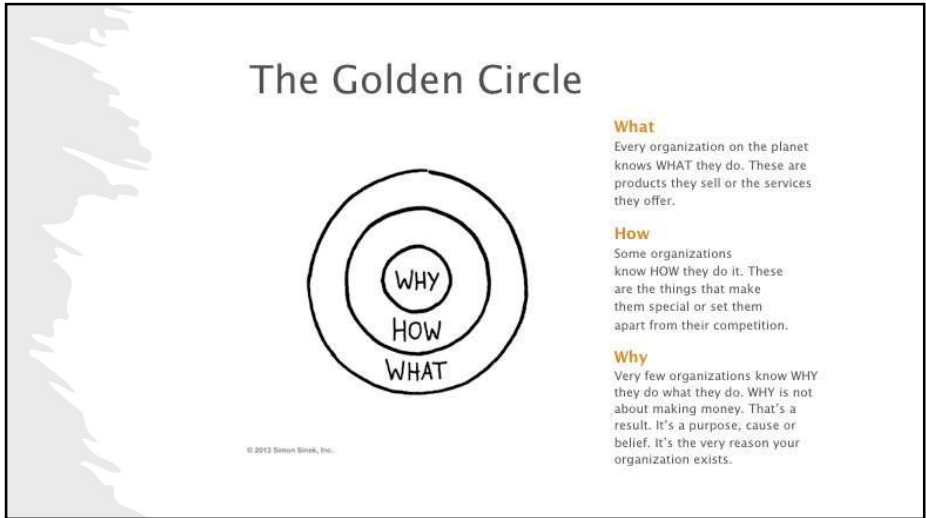 The Golden Circle
WHY
HOW
WHAT
© 2013 Simon Sinek, Inc.
What
Every organization on the planet
knows WHAT they do. These are
products they sell or the services
they offer.
How
Some organizations
know HOW they do it. These
are the things that make
them special or set them
apart from their competition.
Why
Very few organizations know WHY
they do what they do. WHY is not
about making money. That's a
result. It's a purpose, cause or
belief. It's the very reason your
organization exists.